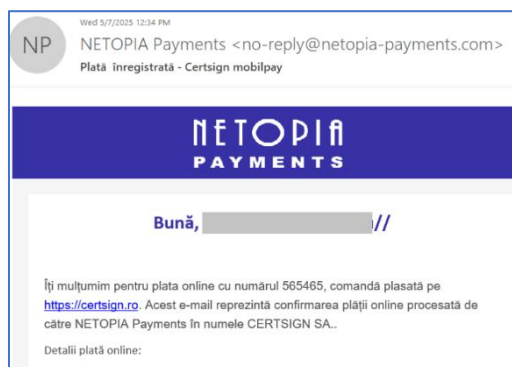 Wed 5/7/2025 12:34 PM
NP
NETOPIA Payments <no-reply@netopia-payments.com>
Plată înregistrată - Certsign mobilpay
NETOPIA
PAYMENTS
Bună, //
Îți mulțumim pentru plata online cu numărul 565465, comandă plasată pe
https://certsign.ro. Acest e-mail reprezintă confirmarea plății online procesată de
către NETOPIA Payments în numele CERTSIGN SA..
Detalii plată online: